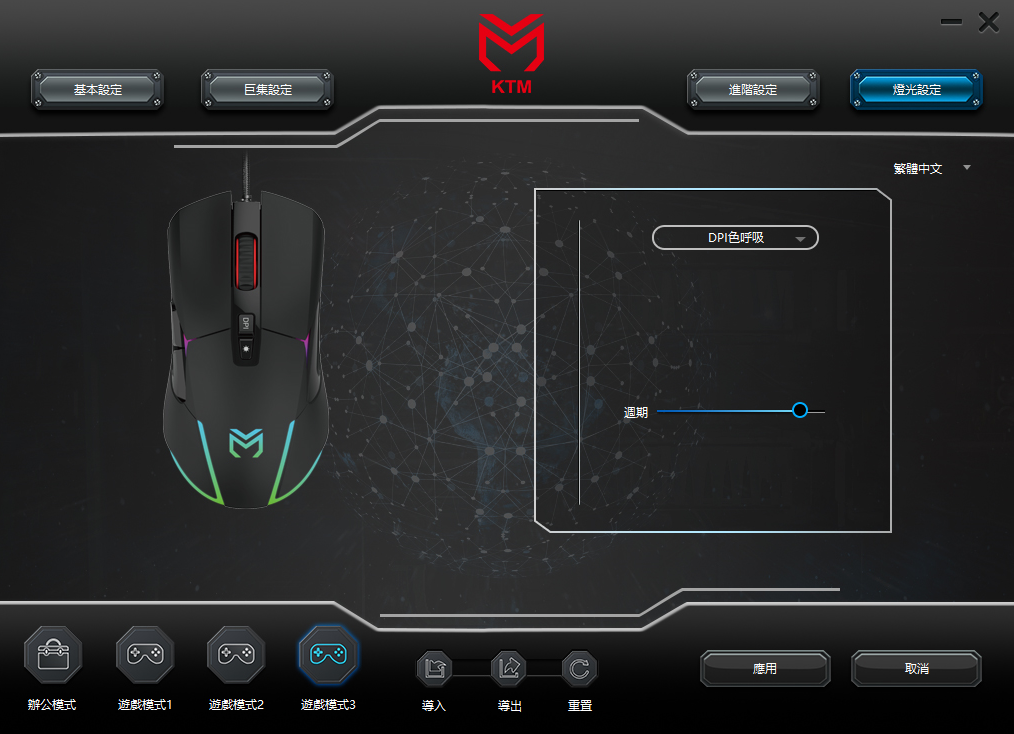 KTM
基本設定
巨集設定
進階設定
燈光設定
繁體中文
DPI色呼吸
DPI
週期
辦公模式
遊戲模式1
遊戲模式2
遊戲模式3
導入
導出
重置
應用
取消